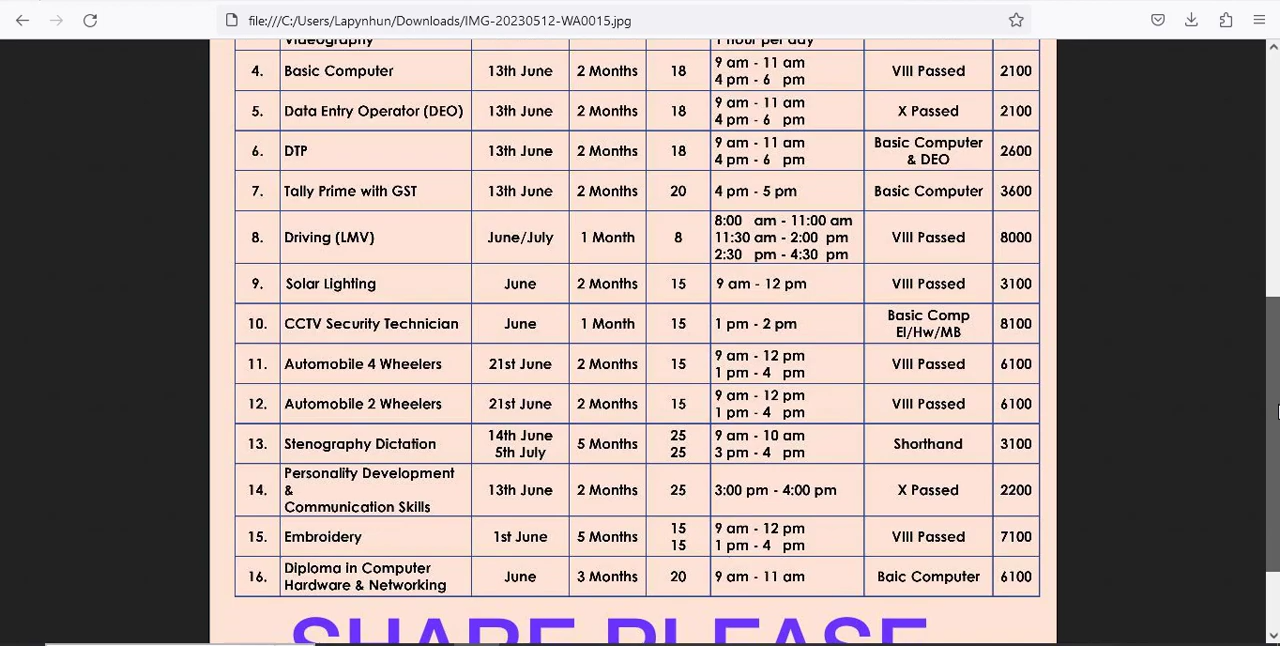 file:///C:/Users/Lapynhun/Downloads/IMG-20230512-WA0015.jpg
Videography 1 hour per day
4. Basic Computer 13th June 2 Months 18 9 am - 11 am VIII Passed 2100
4 pm - 6 pm
5. Data Entry Operator (DEO) 13th June 2 Months 18 9 am - 11 am X Passed 2100
4 pm - 6 pm
6. DTP 13th June 2 Months 18 9 am - 11 am Basic Computer 2600
4 pm - 6 pm & DEO
7. Tally Prime with GST 13th June 2 Months 20 4 pm - 5 pm Basic Computer 3600
8:00 am - 11:00 am
8. Driving (LMV) June/July 1 Month 8 11:30 am - 2:00 pm VIII Passed 8000
2:30 pm - 4:30 pm
9. Solar Lighting June 2 Months 15 9 am - 12 pm VIII Passed 3100
10. CCTV Security Technician June 1 Month 15 1 pm - 2 pm Basic Comp 8100
El/Hw/MB
11. Automobile 4 Wheelers 21st June 2 Months 15 9 am - 12 pm VIII Passed 6100
1 pm - 4 pm
12. Automobile 2 Wheelers 21st June 2 Months 15 9 am - 12 pm VIII Passed 6100
1 pm - 4 pm
13. Stenography Dictation 14th June 5 Months 25 9 am - 10 am Shorthand 3100
5th July 25 3 pm - 4 pm
Personality Development
14. & 13th June 2 Months 25 3:00 pm - 4:00 pm X Passed 2200
Communication Skills
15. Embroidery 1st June 5 Months 15 9 am - 12 pm VIII Passed 7100
15 1 pm - 4 pm
16. Diploma in Computer June 3 Months 20 9 am - 11 am Baic Computer 6100
Hardware & Networking
SHARE PLEASE